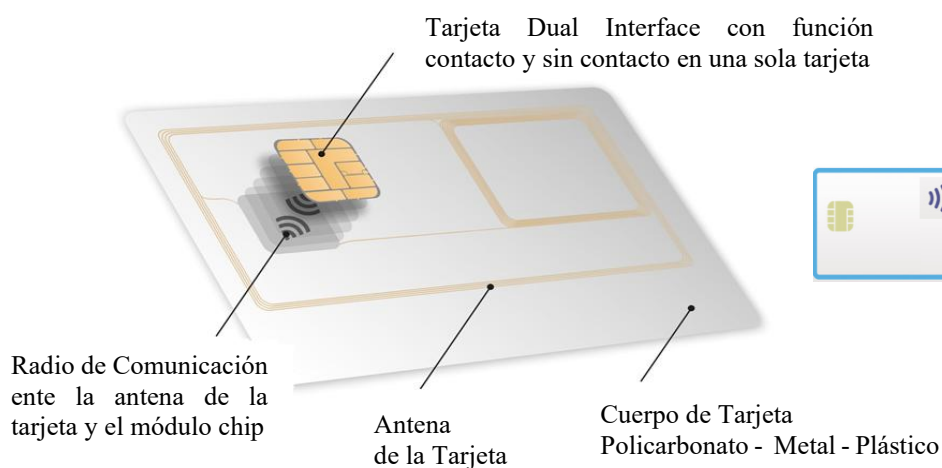 Tarjeta Dual Interface con función
contacto y sin contacto en una sola tarjeta
Radio de Comunicación
ente la antena de la
tarjeta y el módulo chip
Antena
de la Tarjeta
Cuerpo de Tarjeta
Policarbonato - Metal - Plástico